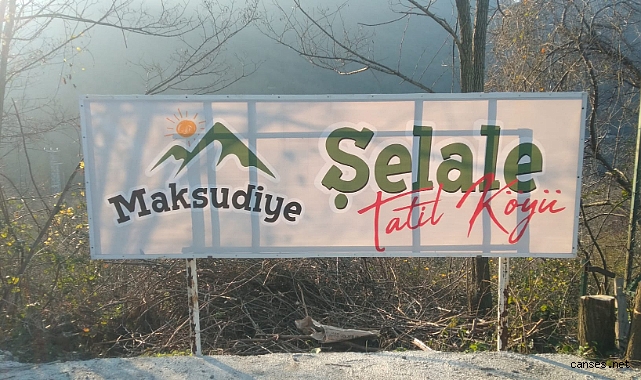 Maksudiye
Şelale
Tatil Köyü
canses.net